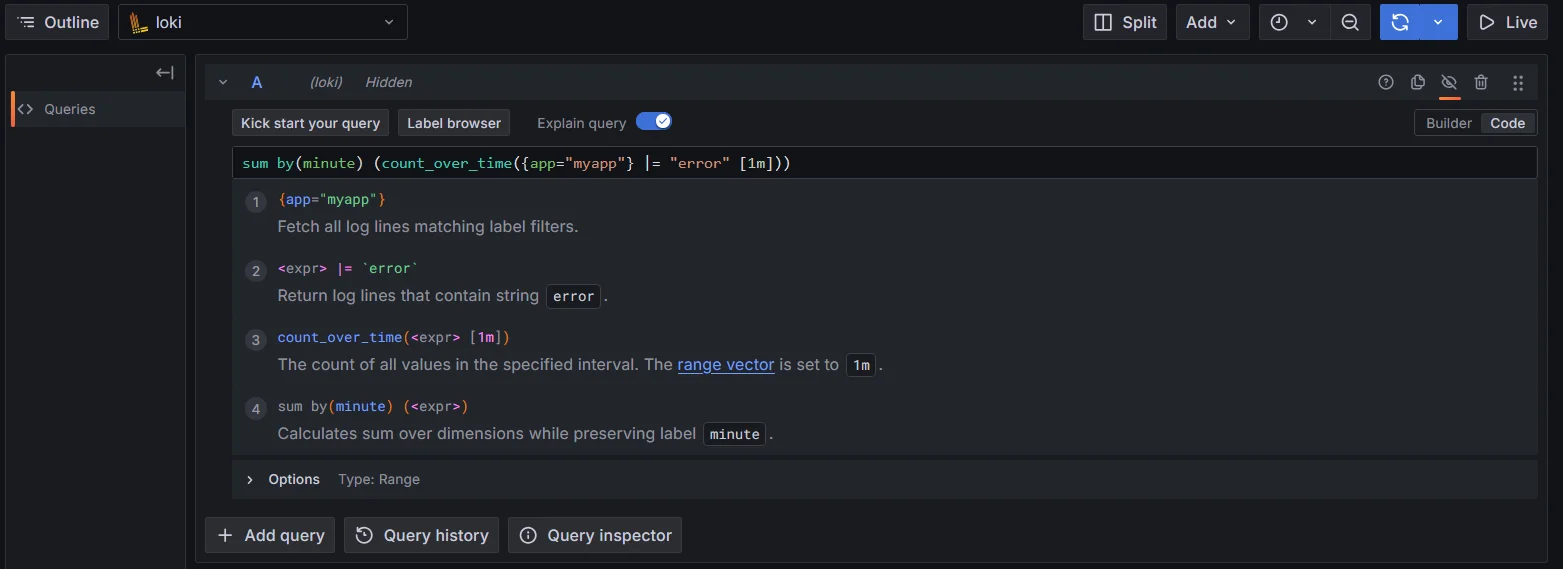 Outline loki Split Add Live
A (loki) Hidden
Queries
Kick start your query Label browser Explain query Builder Code
sum by(minute) (count_over_time({app="myapp"} |= "error" [1m]))
1 {app="myapp"}
Fetch all log lines matching label filters.
2 <expr> |= `error`
Return log lines that contain string error .
3 count_over_time(<expr> [1m])
The count of all values in the specified interval. The range vector is set to 1m .
4 sum by(minute) (<expr>)
Calculates sum over dimensions while preserving label minute .
Options Type: Range
Add query Query history Query inspector